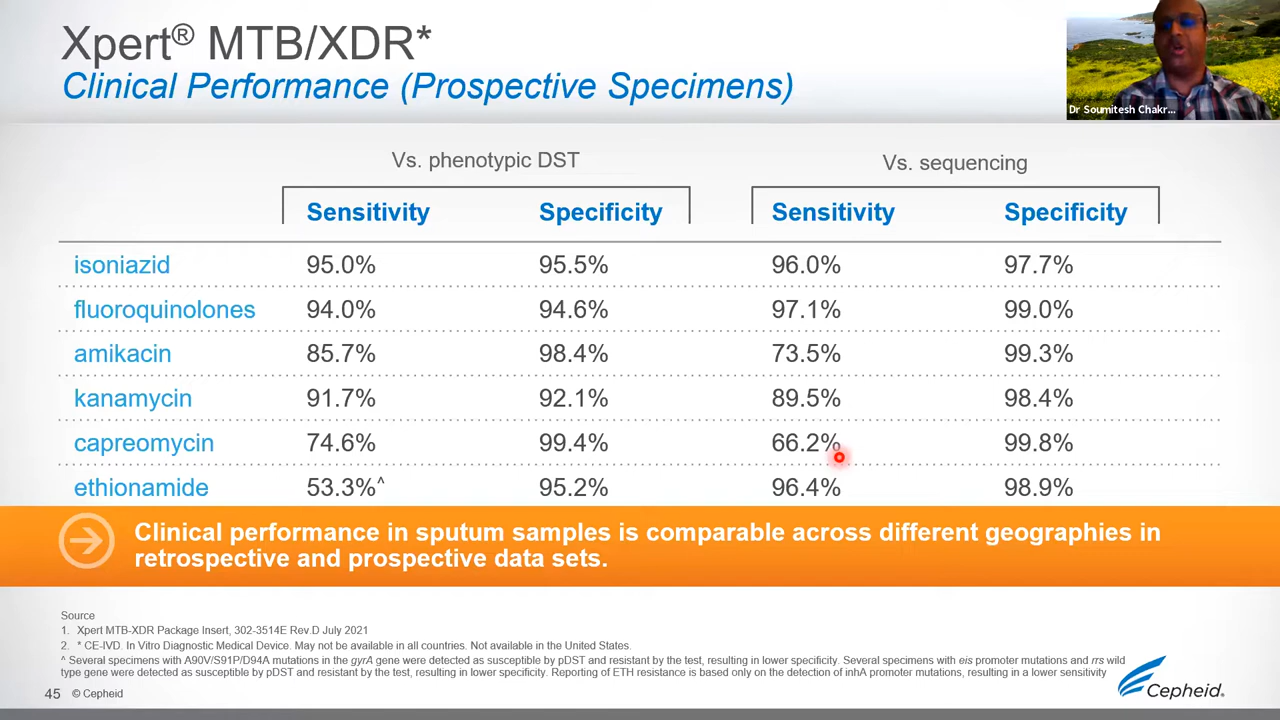 Xpert® MTB/XDR*
Clinical Performance (Prospective Specimens)
Dr Soumitesh Chakr...
Vs. phenotypic DST Vs. sequencing
Sensitivity Specificity Sensitivity Specificity
isoniazid 95.0% 95.5% 96.0% 97.7%
fluoroquinolones 94.0% 94.6% 97.1% 99.0%
amikacin 85.7% 98.4% 73.5% 99.3%
kanamycin 91.7% 92.1% 89.5% 98.4%
capreomycin 74.6% 99.4% 66.2% 99.8%
ethionamide 53.3%^ 95.2% 96.4% 98.9%
Clinical performance in sputum samples is comparable across different geographies in
retrospective and prospective data sets.
Source
1. Xpert MTB-XDR Package Insert, 302-3514E Rev.D July 2021
2. * CE-IVD. In Vitro Diagnostic Medical Device. May not be available in all countries. Not available in the United States.
^ Several specimens with A90V/S91P/D94A mutations in the gyrA gene were detected as susceptible by pDST and resistant by the test, resulting in lower specificity. Several specimens with eis promoter mutations and rrs wild
type gene were detected as susceptible by pDST and resistant by the test, resulting in lower specificity. Reporting of ETH resistance is based only on the detection of inhA promoter mutations, resulting in a lower sensitivity
45 © Cepheid
Cepheid.